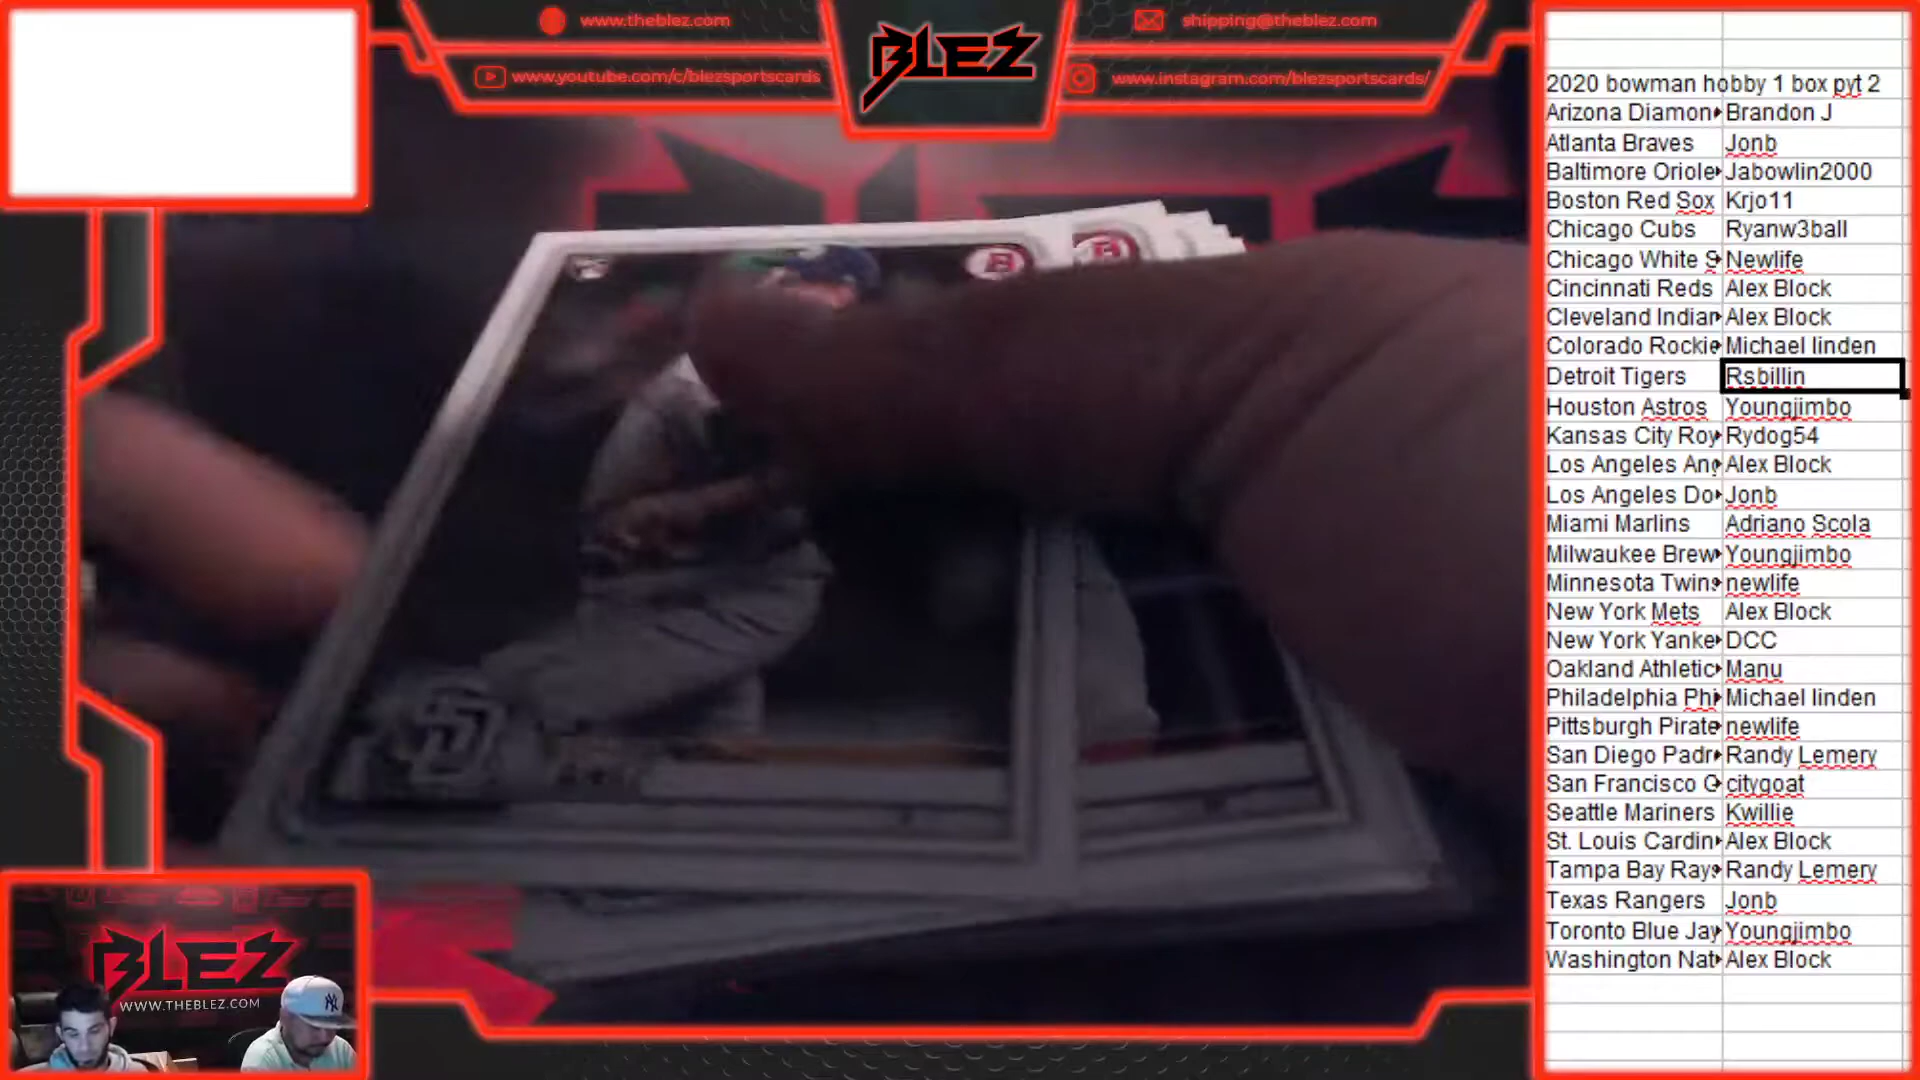 www.theblez.com
www.youtube.com/c/blezsportscards
BLEZ
shipping@theblez.com
www.instagram.com/blezsportscards/
2020 bowman hobby 1 box pyt 2
Arizona Diamon Brandon J
Atlanta Braves Jonb
Baltimore Oriole Jabowlin2000
Boston Red Sox Krjo11
Chicago Cubs Ryanw3ball
Chicago White S Newlife
Cincinnati Reds Alex Block
Cleveland Indian Alex Block
Colorado Rockie Michael linden
Detroit Tigers Rsbillin
Houston Astros Youngjimbo
Kansas City Roy Rydog54
Los Angeles Ang Alex Block
Los Angeles Do Jonb
Miami Marlins Adriano Scola
Milwaukee Brew Youngjimbo
Minnesota Twins newlife
New York Mets Alex Block
New York Yanke DCC
Oakland Athletic Manu
Philadelphia Phi Michael linden
Pittsburgh Pirate newlife
San Diego Padr Randy Lemery
San Francisco G citygoat
Seattle Mariners Kwillie
St. Louis Cardin Alex Block
Tampa Bay Rays Randy Lemery
Texas Rangers Jonb
Toronto Blue Jay Youngjimbo
Washington Nat Alex Block
B
B
SD
BLEZ
WWW.THEBLEZ.COM
NY